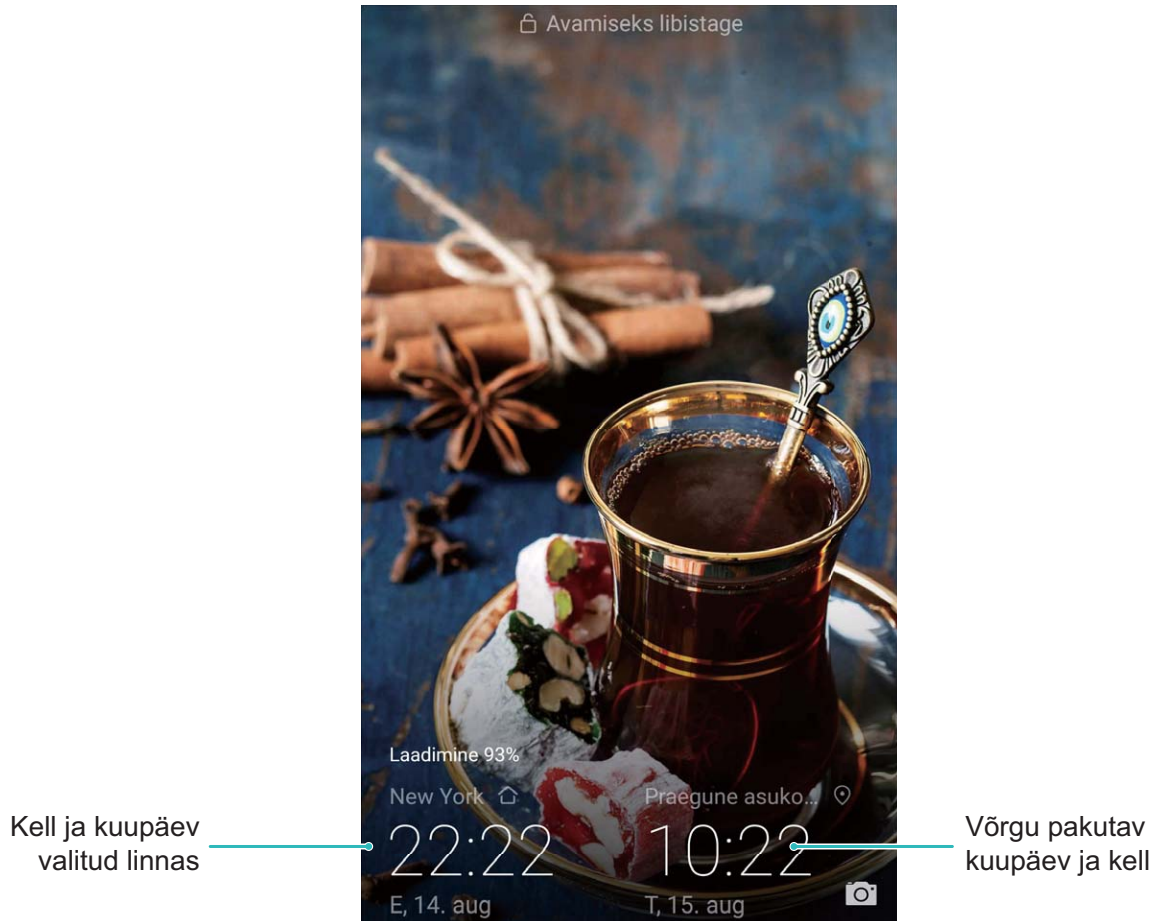 Avamiseks libistage
Laadimine 93%
New York
Praegune asuko...
22:22
10:22
E, 14. aug
T, 15. aug
Kell ja kuupäev
valitud linnas
Võrgu pakutav
kuupäev ja kell